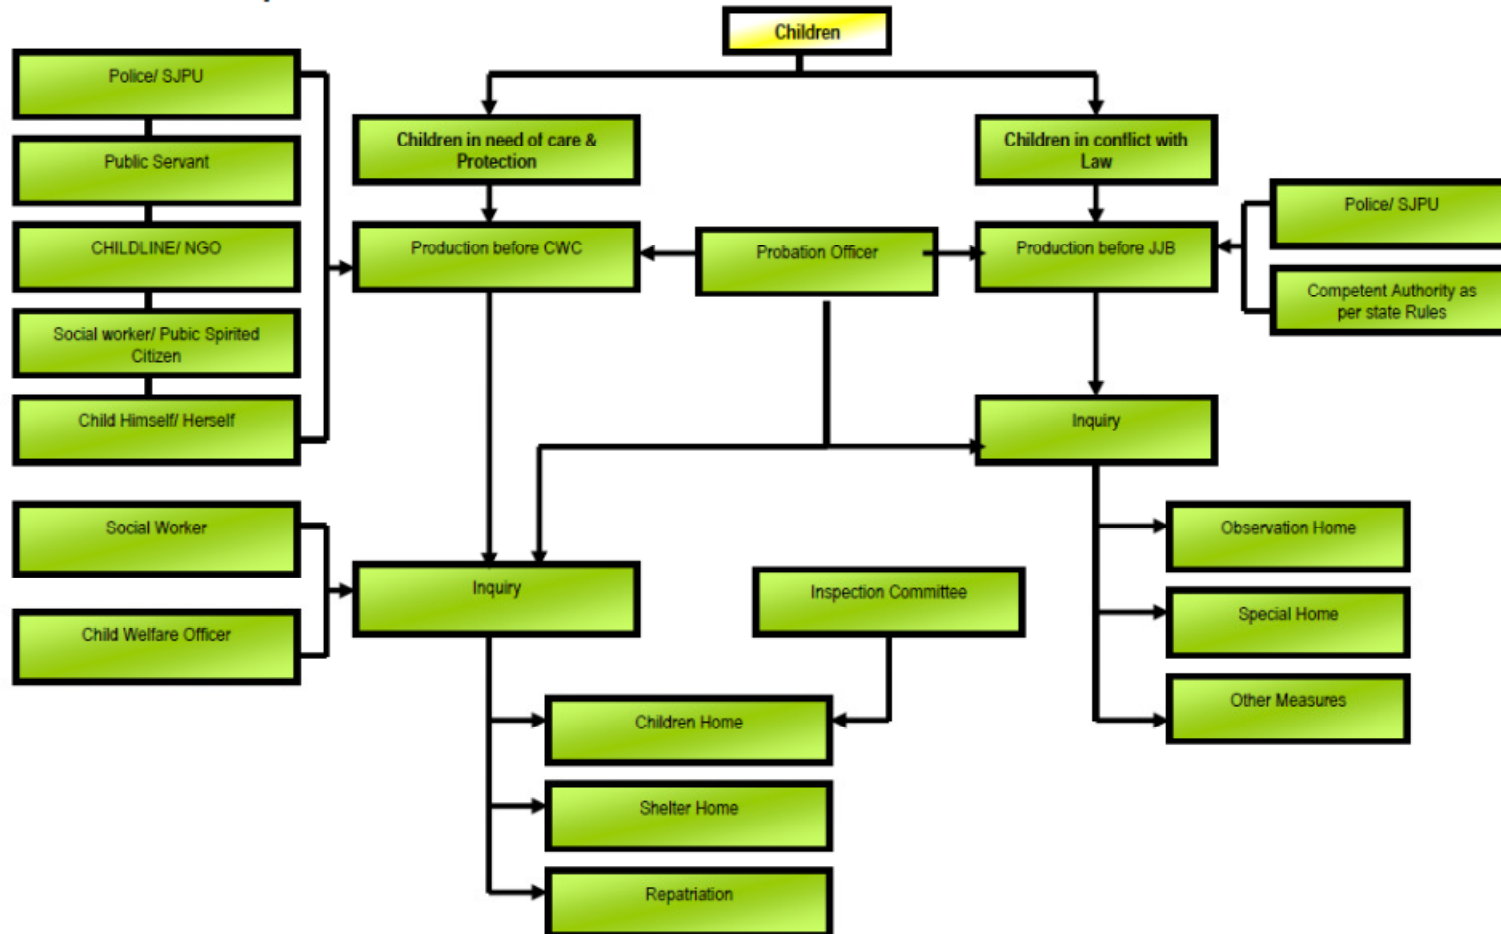 Children
Police/ SJPU
Public Servant
CHILDLINE/ NGO
Social worker/ Pubic Spirited
Citizen
Child Himself/ Herself
Children in need of care &
Protection
Children in conflict with
Law
Production before CWC
Probation Officer
Production before JJB
Police/ SJPU
Competent Authority as
per state Rules
Inquiry
Social Worker
Child Welfare Officer
Inquiry
Inspection Committee
Observation Home
Special Home
Other Measures
Children Home
Shelter Home
Repatriation